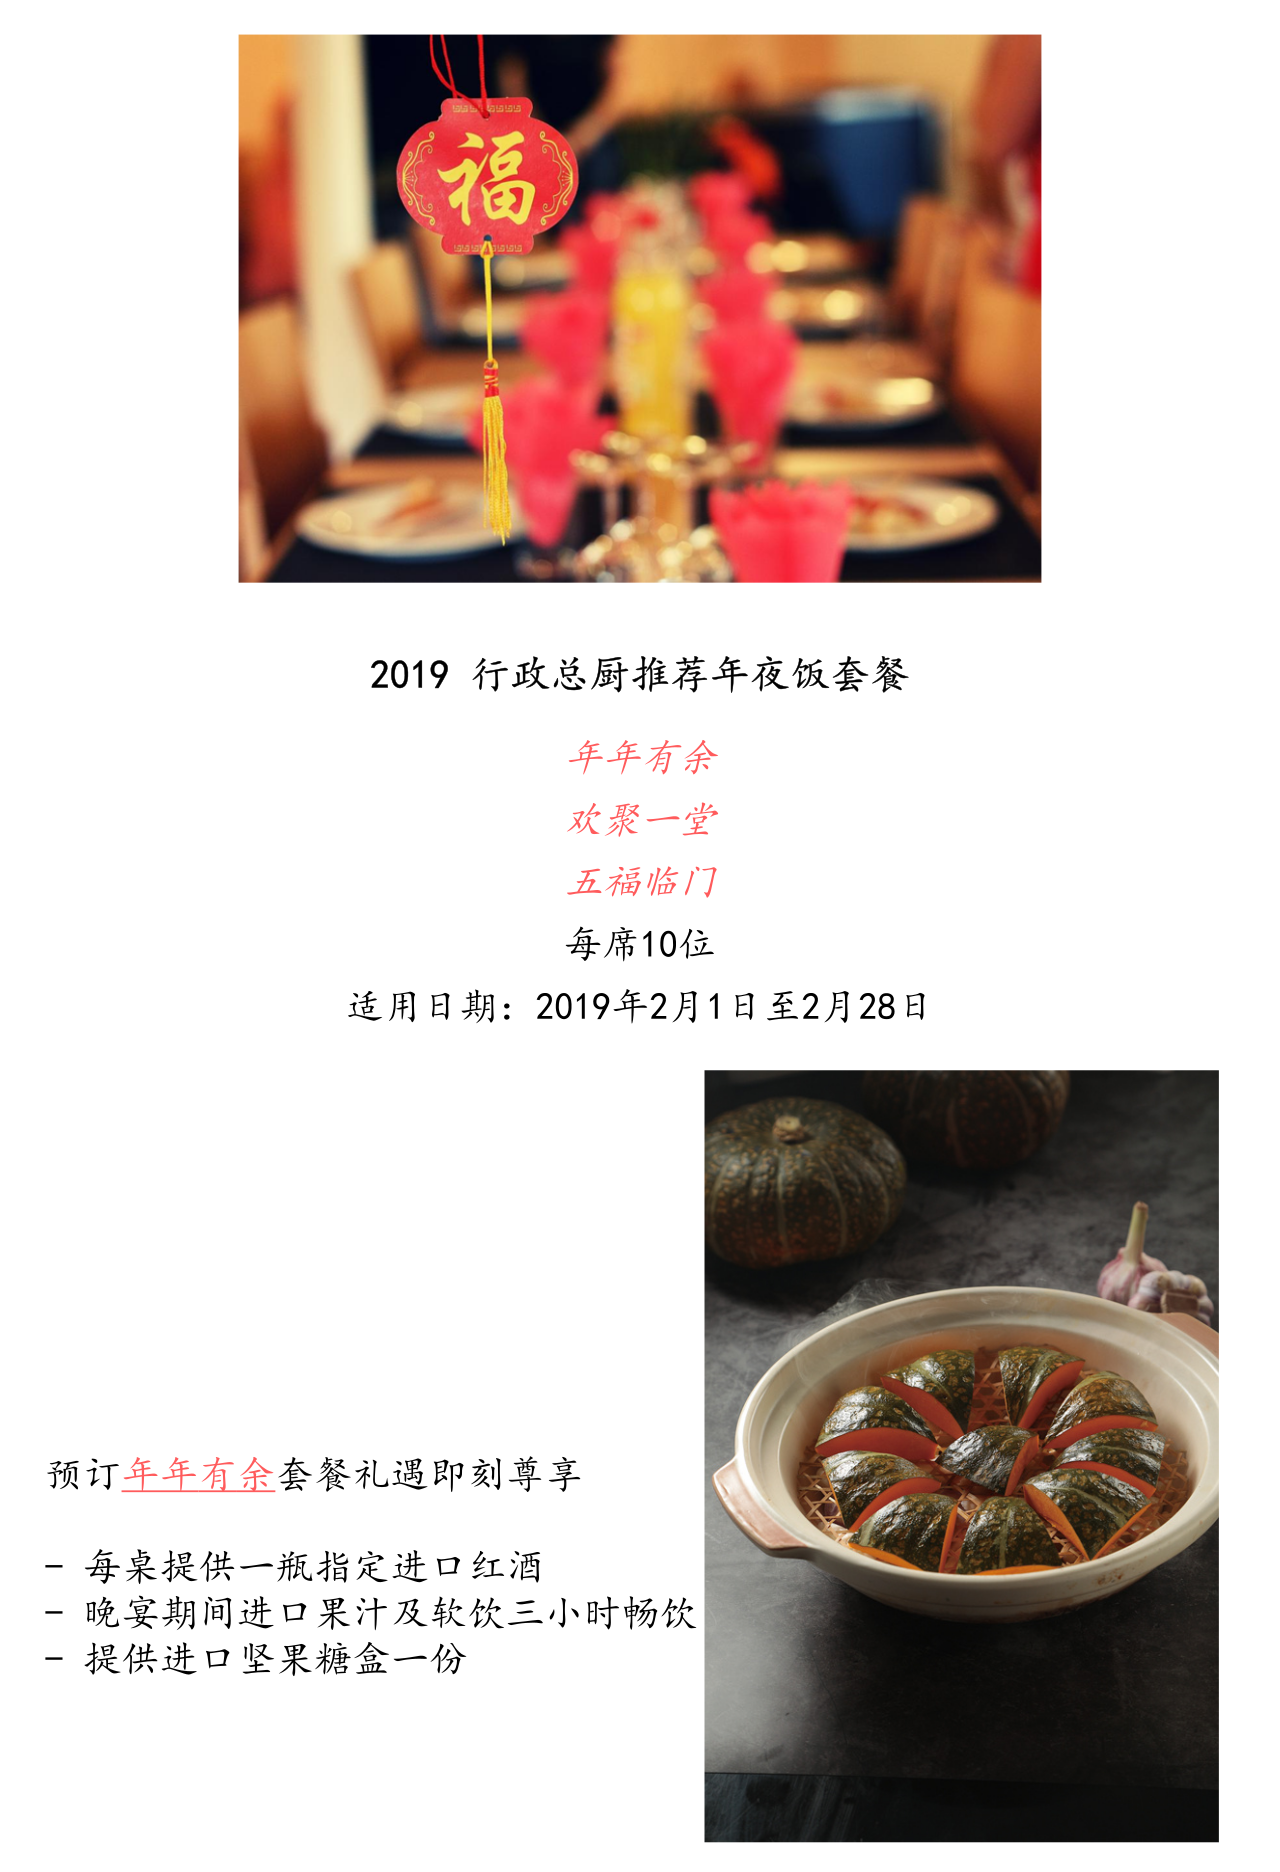 福
2019 行政总厨推荐年夜饭套餐
年年有余
欢聚一堂
五福临门
每席10位
适用日期：2019年2月1日至2月28日
预订年年有余套餐礼遇即刻尊享
- 每桌提供一瓶指定进口红酒
- 晚宴期间进口果汁及软饮三小时畅饮
- 提供进口坚果糖盒一份